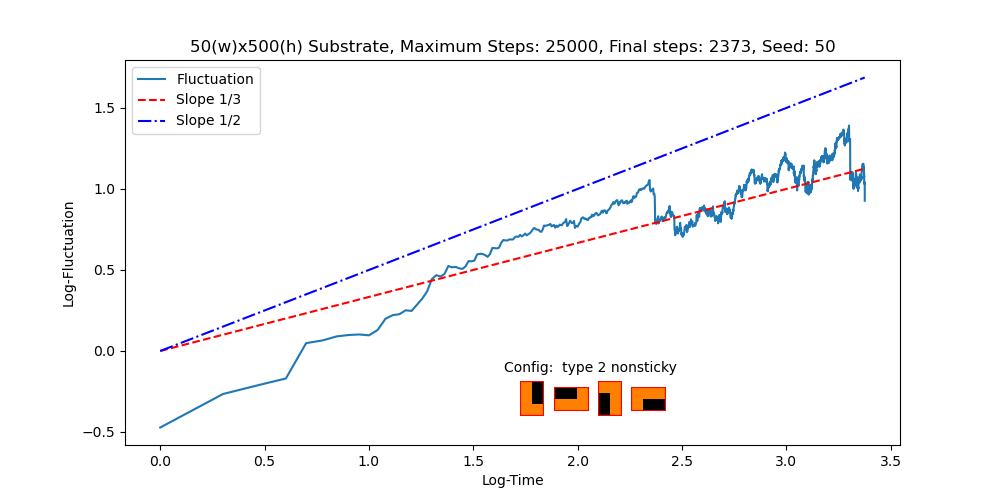 50(w)x500(h) Substrate, Maximum Steps: 25000, Final steps: 2373, Seed: 50
Fluctuation
Slope 1/3
Slope 1/2
1.5
1.0
0.5
0.0
−0.5
Log-Fluctuation
Config:  type 2 nonsticky
0.0 0.5 1.0 1.5 2.0 2.5 3.0 3.5
Log-Time